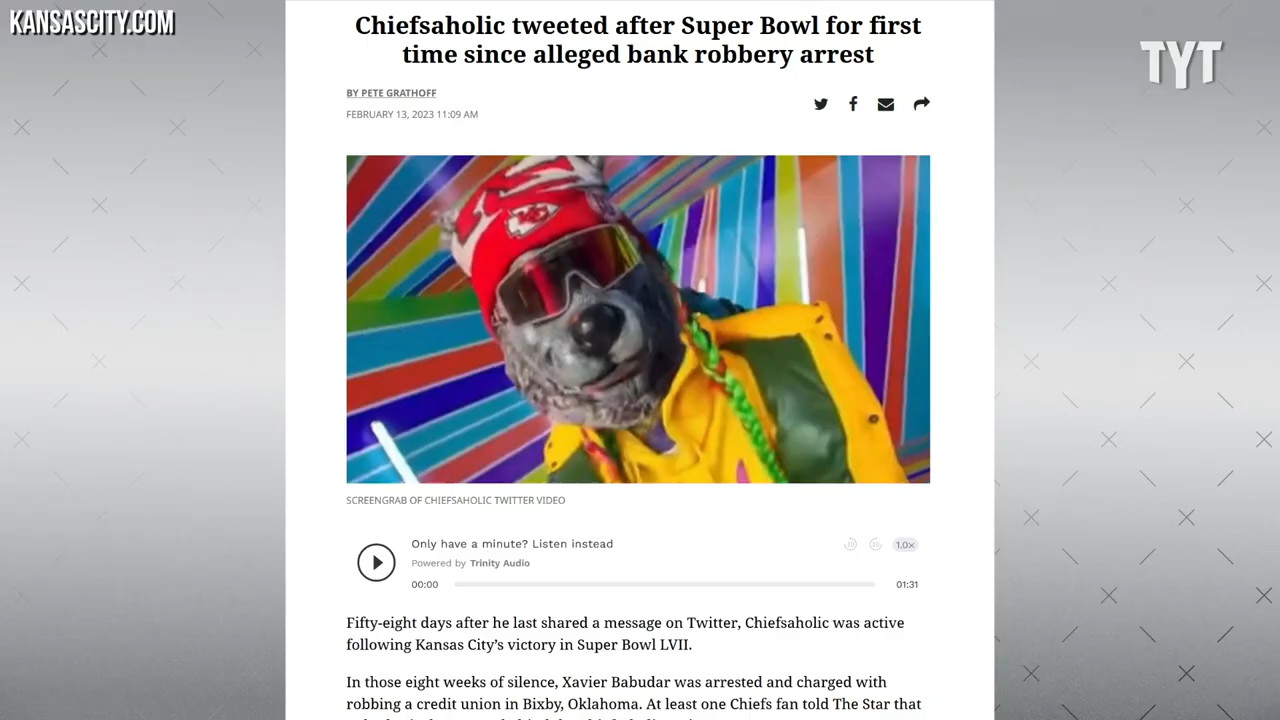 KANSASCITY.COM
TYT
Chiefsaholic tweeted after Super Bowl for first
time since alleged bank robbery arrest
BY PETE GRATHOFF
FEBRUARY 13, 2023 11:09 AM
SCREENGRAB OF CHIEFSAHOLIC TWITTER VIDEO
Only have a minute? Listen instead
Powered by Trinity Audio
10 10 1.0x
00:00 01:31
Fifty-eight days after he last shared a message on Twitter, Chiefsaholic was active
following Kansas City's victory in Super Bowl LVII.
In those eight weeks of silence, Xavier Babudar was arrested and charged with
robbing a credit union in Bixby, Oklahoma. At least one Chiefs fan told The Star that